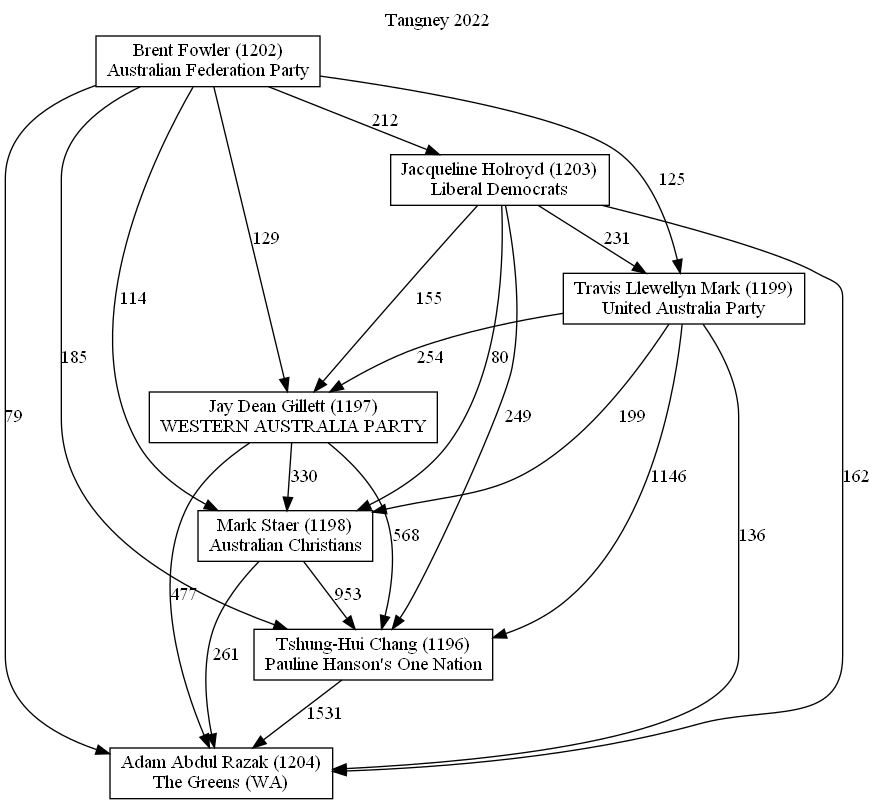 Tangney 2022
Brent Fowler (1202)
Australian Federation Party
212
Jacqueline Holroyd (1203)
Liberal Democrats
125
129
231
Travis Llewellyn Mark (1199)
United Australia Party
114
155
185
254
80
Jay Dean Gillett (1197)
WESTERN AUSTRALIA PARTY
79
249
199
330
1146
162
Mark Staer (1198)
Australian Christians
568
136
477
953
Tshung-Hui Chang (1196)
Pauline Hanson's One Nation
261
1531
Adam Abdul Razak (1204)
The Greens (WA)